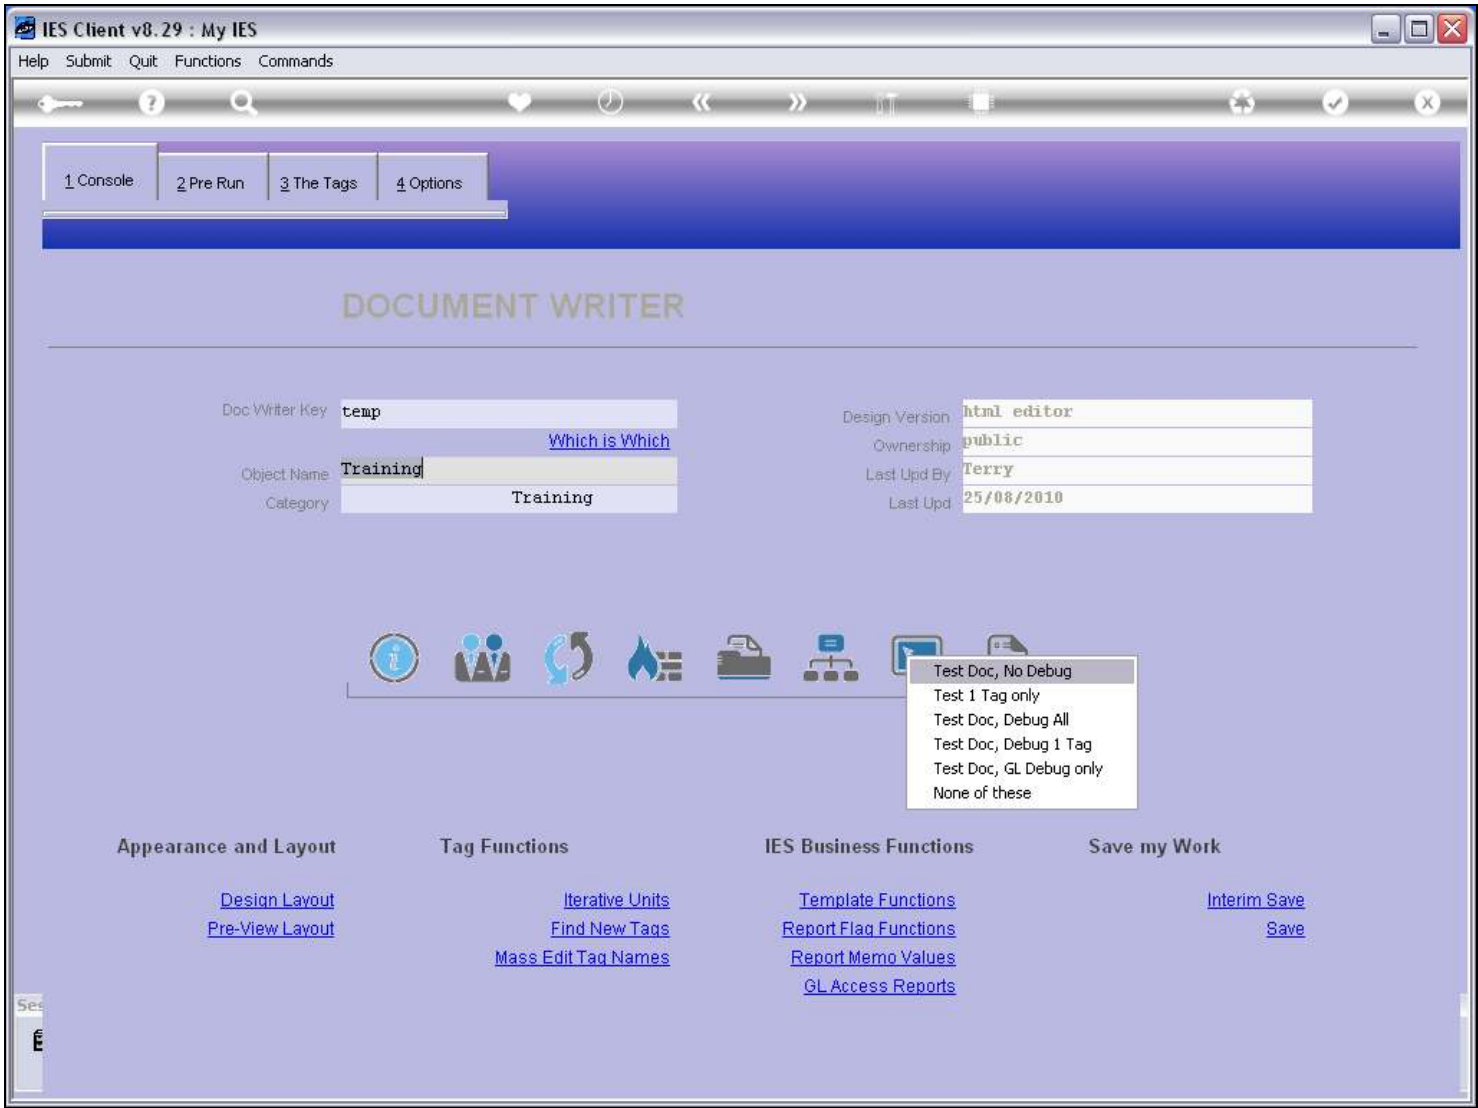 IES Client v8.29 : My IES
Help Submit Quit Functions Commands
1 Console 2 Pre Run 3 The Tags 4 Options
DOCUMENT WRITER
Doc Writer Key temp
Which is Which
Object Name Training
Category Training
Design Version html editor
Ownership public
Last Upd By Terry
Last Upd 25/08/2010
Test Doc, No Debug
Test 1 Tag only
Test Doc, Debug All
Test Doc, Debug 1 Tag
Test Doc, GL Debug only
None of these
Appearance and Layout
Design Layout
Pre-View Layout
Tag Functions
Iterative Units
Find New Tags
Mass Edit Tag Names
IES Business Functions
Template Functions
Report Flag Functions
Report Memo Values
GL Access Reports
Save my Work
Interim Save
Save
Ses